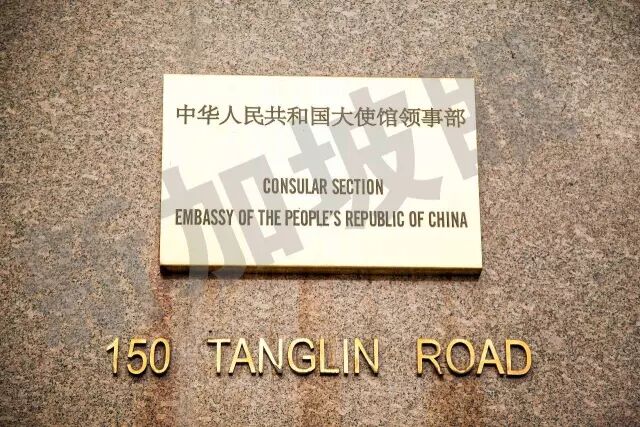 中华人民共和国大使馆领事部
CONSULAR SECTION
EMBASSY OF THE PEOPLE'S REPUBLIC OF CHINA
150 TANGLIN ROAD
新加坡